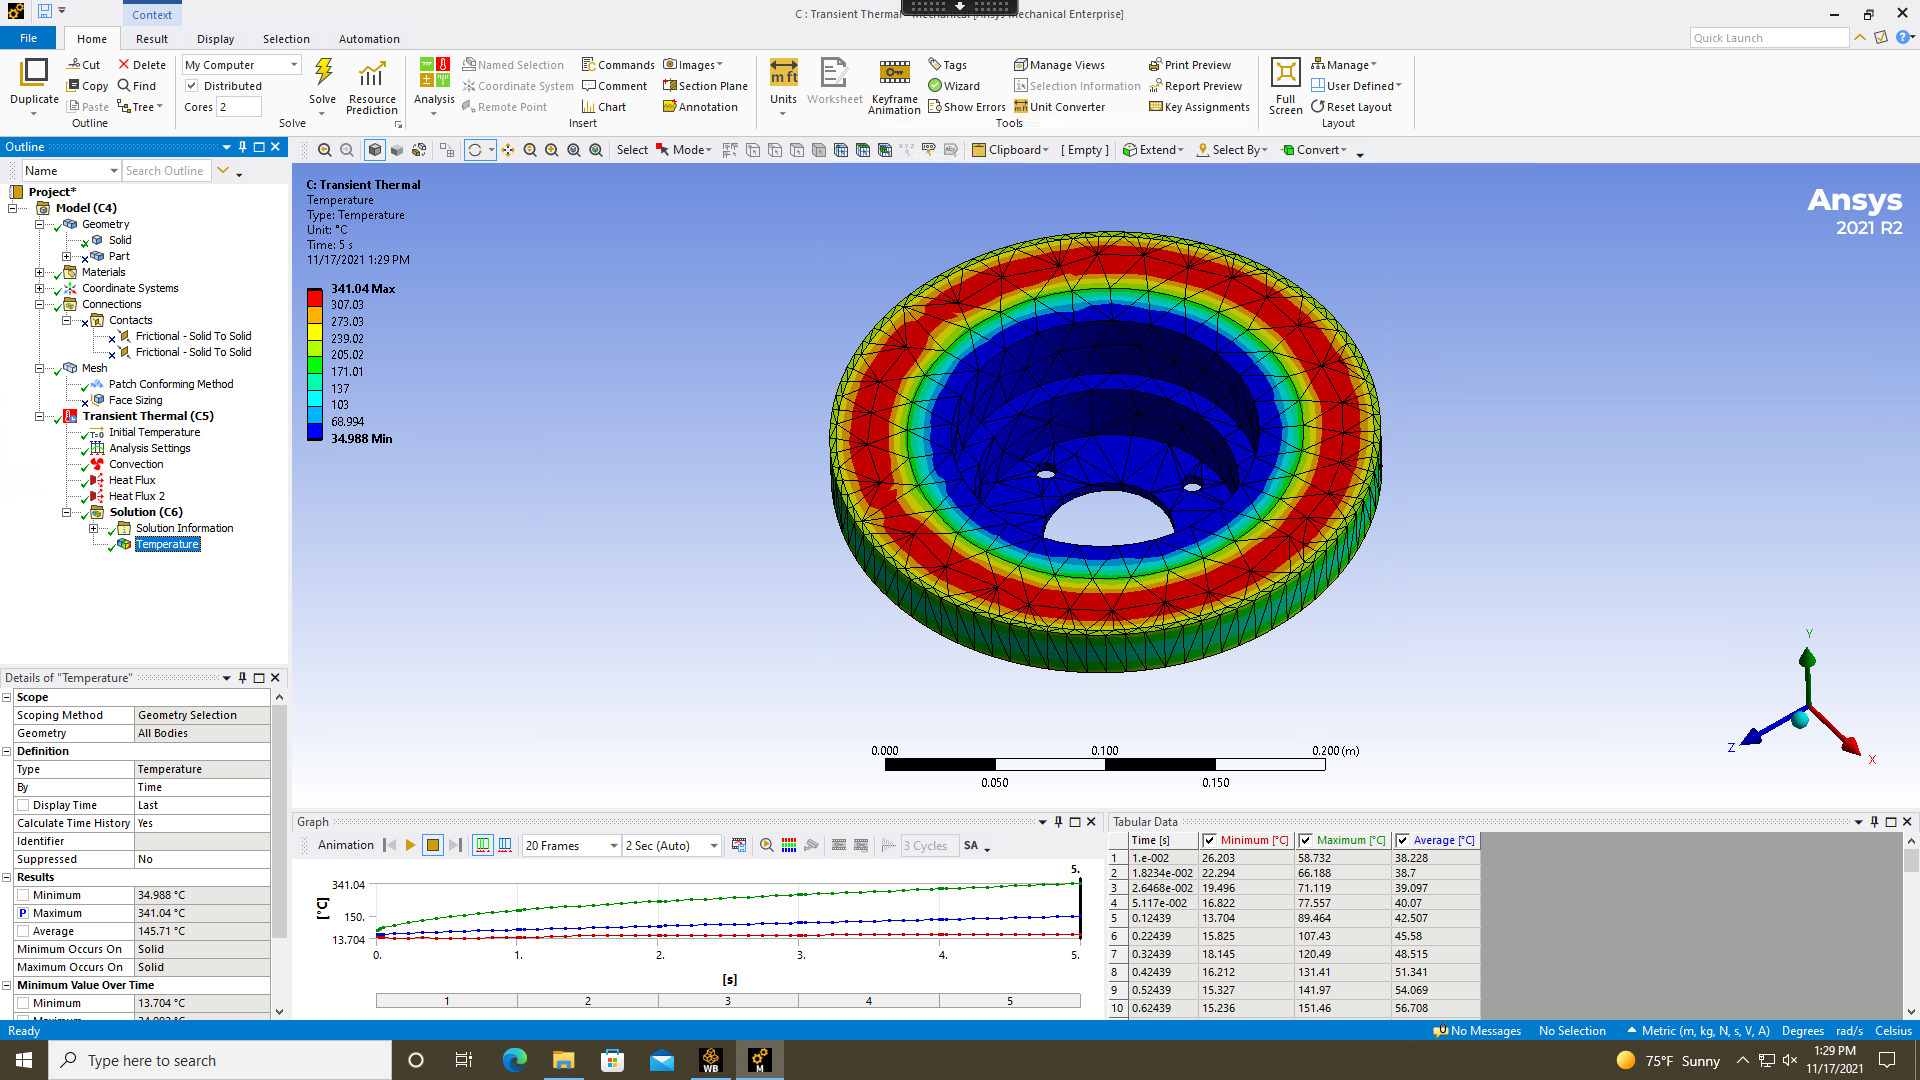 Context
C : Transient Thermal - Mechanical [Ansys Mechanical Enterprise]
File Home Result Display Selection Automation
Quick Launch
Duplicate
Cut Delete
Copy Find
Paste Tree
Outline
My Computer
Distributed
Cores 2
Solve
Resource Prediction
Solve
Analysis
Named Selection Commands Images
Coordinate System Comment Section Plane
Remote Point Chart Annotation
Insert
Units
Worksheet
Keyframe Animation
Tags Manage Views Print Preview
Wizard Selection Information Report Preview
Show Errors Unit Converter Key Assignments
Tools
Full Screen
Manage
User Defined
Reset Layout
Layout
Outline
Select Mode Clipboard [ Empty ] Extend Select By Convert
Name Search Outline
Project*
Model (C4)
Geometry
Solid
Part
Materials
Coordinate Systems
Connections
Contacts
Frictional - Solid To Solid
Frictional - Solid To Solid
Mesh
Patch Conforming Method
Face Sizing
Transient Thermal (C5)
Initial Temperature
Analysis Settings
Convection
Heat Flux
Heat Flux 2
Solution (C6)
Solution Information
Temperature
C: Transient Thermal
Temperature
Type: Temperature
Unit: °C
Time: 5 s
11/17/2021 1:29 PM
341.04 Max
307.03
273.03
239.02
205.02
171.01
137
103
68.994
34.988 Min
Ansys
2021 R2
Y
Z
X
0.000 0.100 0.200 (m)
0.050 0.150
Details of "Temperature"
Scope
Scoping Method Geometry Selection
Geometry All Bodies
Definition
Type Temperature
By Time
Display Time Last
Calculate Time History Yes
Identifier
Suppressed No
Results
Minimum 34.988 °C
P Maximum 341.04 °C
Average 145.71 °C
Minimum Occurs On Solid
Maximum Occurs On Solid
Minimum Value Over Time
Minimum 13.704 °C
Graph
Animation 20 Frames 2 Sec (Auto) 3 Cycles SA
5.
341.04
150.
13.704
[°C]
0. 1. 2. 3. 4. 5.
[s]
1 2 3 4 5
Tabular Data
Time [s] Minimum [°C] Maximum [°C] Average [°C]
1 1.e-002 26.203 58.732 38.228
2 1.8234e-002 22.294 66.188 38.7
3 2.6468e-002 19.496 71.119 39.097
4 5.117e-002 16.822 77.557 40.07
5 0.12439 13.704 89.464 42.507
6 0.22439 15.825 107.43 45.58
7 0.32439 18.145 120.49 48.515
8 0.42439 16.212 131.41 51.341
9 0.52439 15.327 141.97 54.069
10 0.62439 15.236 151.46 56.708
Ready
No Messages No Selection Metric (m, kg, N, s, V, A) Degrees rad/s Celsius
Type here to search
WB
M
75°F Sunny
1:29 PM
11/17/2021